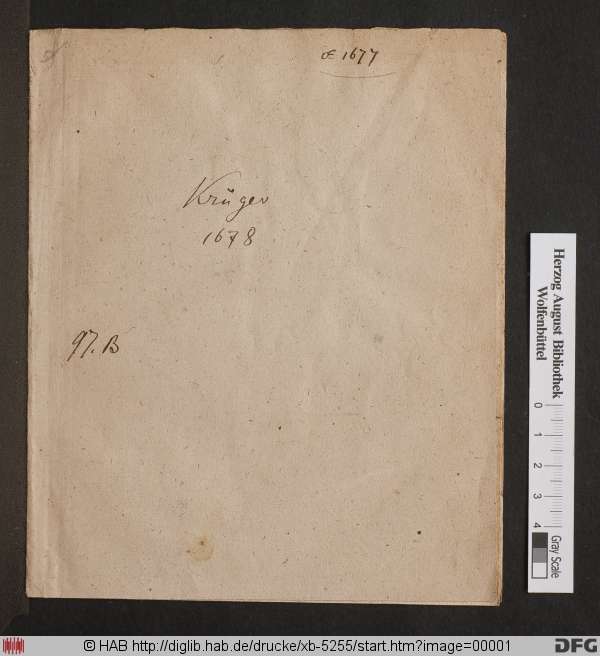 œ 1677
Krüger
1678
97. B
Herzog August Bibliothek
Wolfenbüttel
0 1 2 3 4
Gray Scale
© HAB http://diglib.hab.de/drucke/xb-5255/start.htm?image=00001
DFG